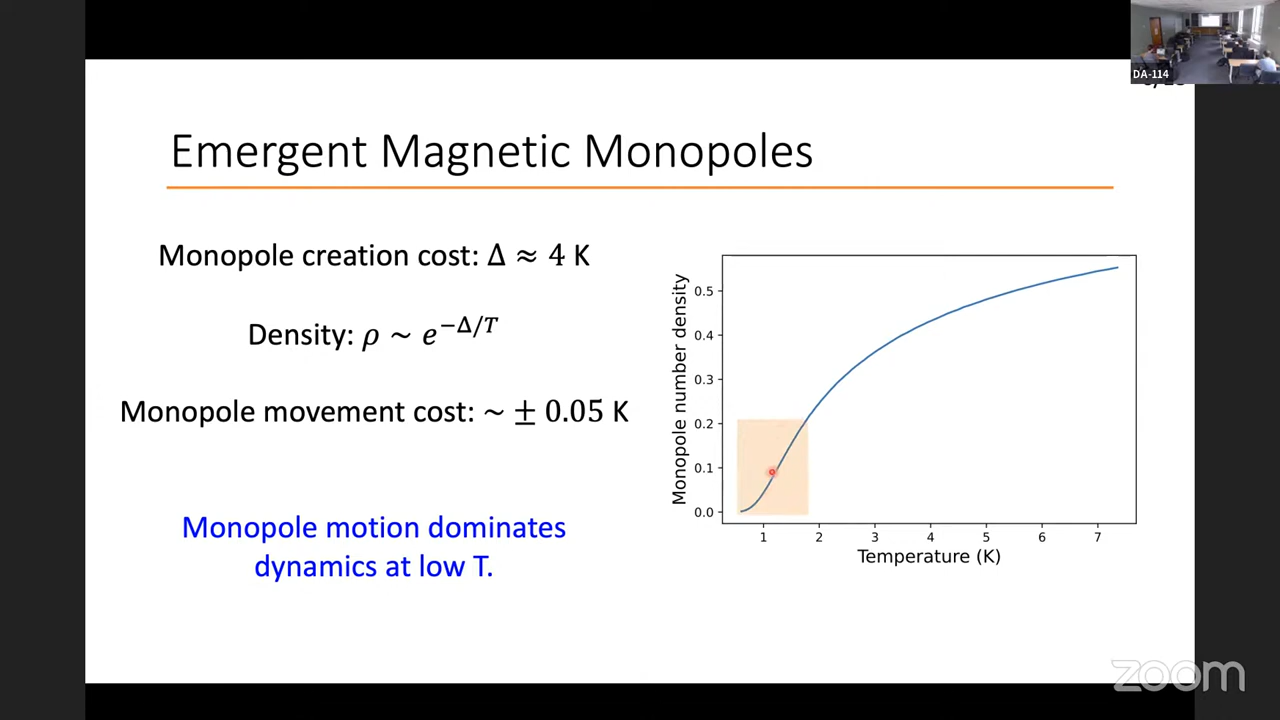 DA-114
Emergent Magnetic Monopoles
Monopole creation cost: Δ ≈ 4 K
Density: ρ ~ e^{−Δ/T}
Monopole movement cost: ~ ± 0.05 K
Monopole motion dominates
dynamics at low T.
Monopole number density
0.5
0.4
0.3
0.2
0.1
0.0
1 2 3 4 5 6 7
Temperature (K)
zoom